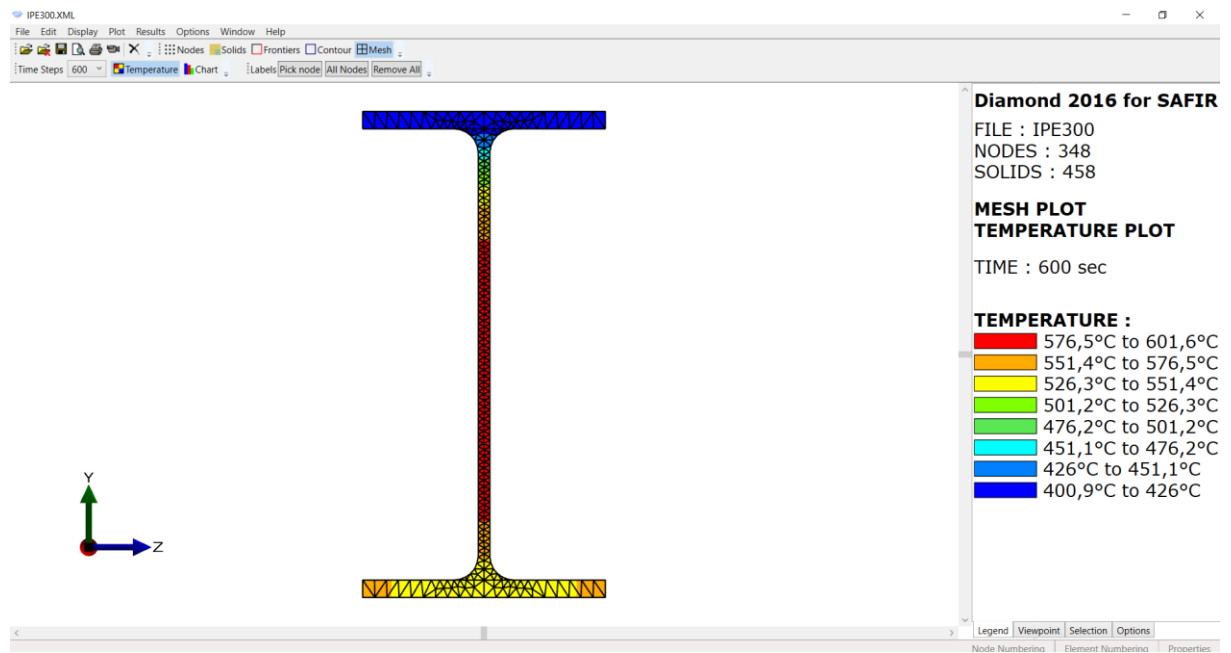 IPE300.XML
File Edit Display Plot Results Options Window Help
Nodes Solids Frontiers Contour Mesh
Time Steps 600 Temperature Chart Labels Pick node All Nodes Remove All
Diamond 2016 for SAFIR
FILE : IPE300
NODES : 348
SOLIDS : 458
MESH PLOT
TEMPERATURE PLOT
TIME : 600 sec
TEMPERATURE :
576,5°C to 601,6°C
551,4°C to 576,5°C
526,3°C to 551,4°C
501,2°C to 526,3°C
476,2°C to 501,2°C
451,1°C to 476,2°C
426°C to 451,1°C
400,9°C to 426°C
Y
Z
Legend Viewpoint Selection Options
Node Numbering Element Numbering Properties